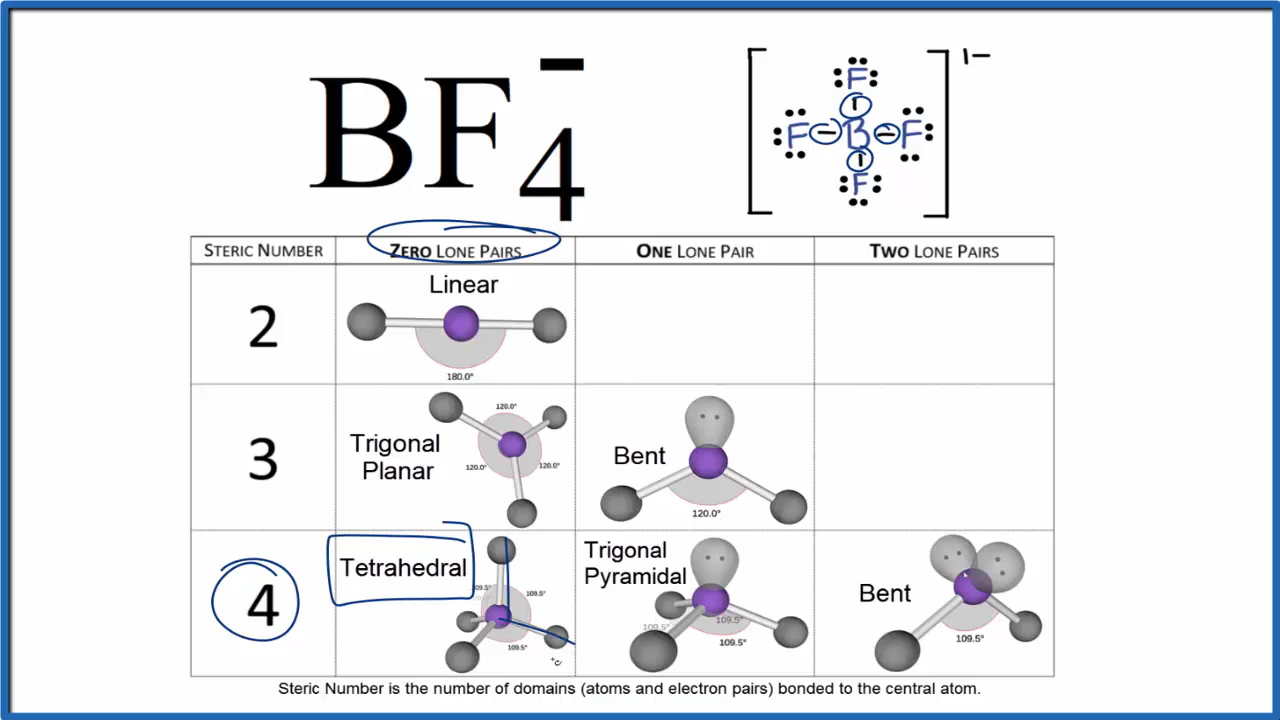 BF₄⁻
[ F F B F F ] 1-
STERIC NUMBER ZERO LONE PAIRS ONE LONE PAIR TWO LONE PAIRS
2
Linear
180.0°
3
Trigonal
Planar
120.0°
120.0°
120.0°
Bent
120.0°
4
Tetrahedral
109.5°
109.5°
109.5°
Trigonal
Pyramidal
109.5°
109.5°
109.5°
Bent
109.5°
Steric Number is the number of domains (atoms and electron pairs) bonded to the central atom.